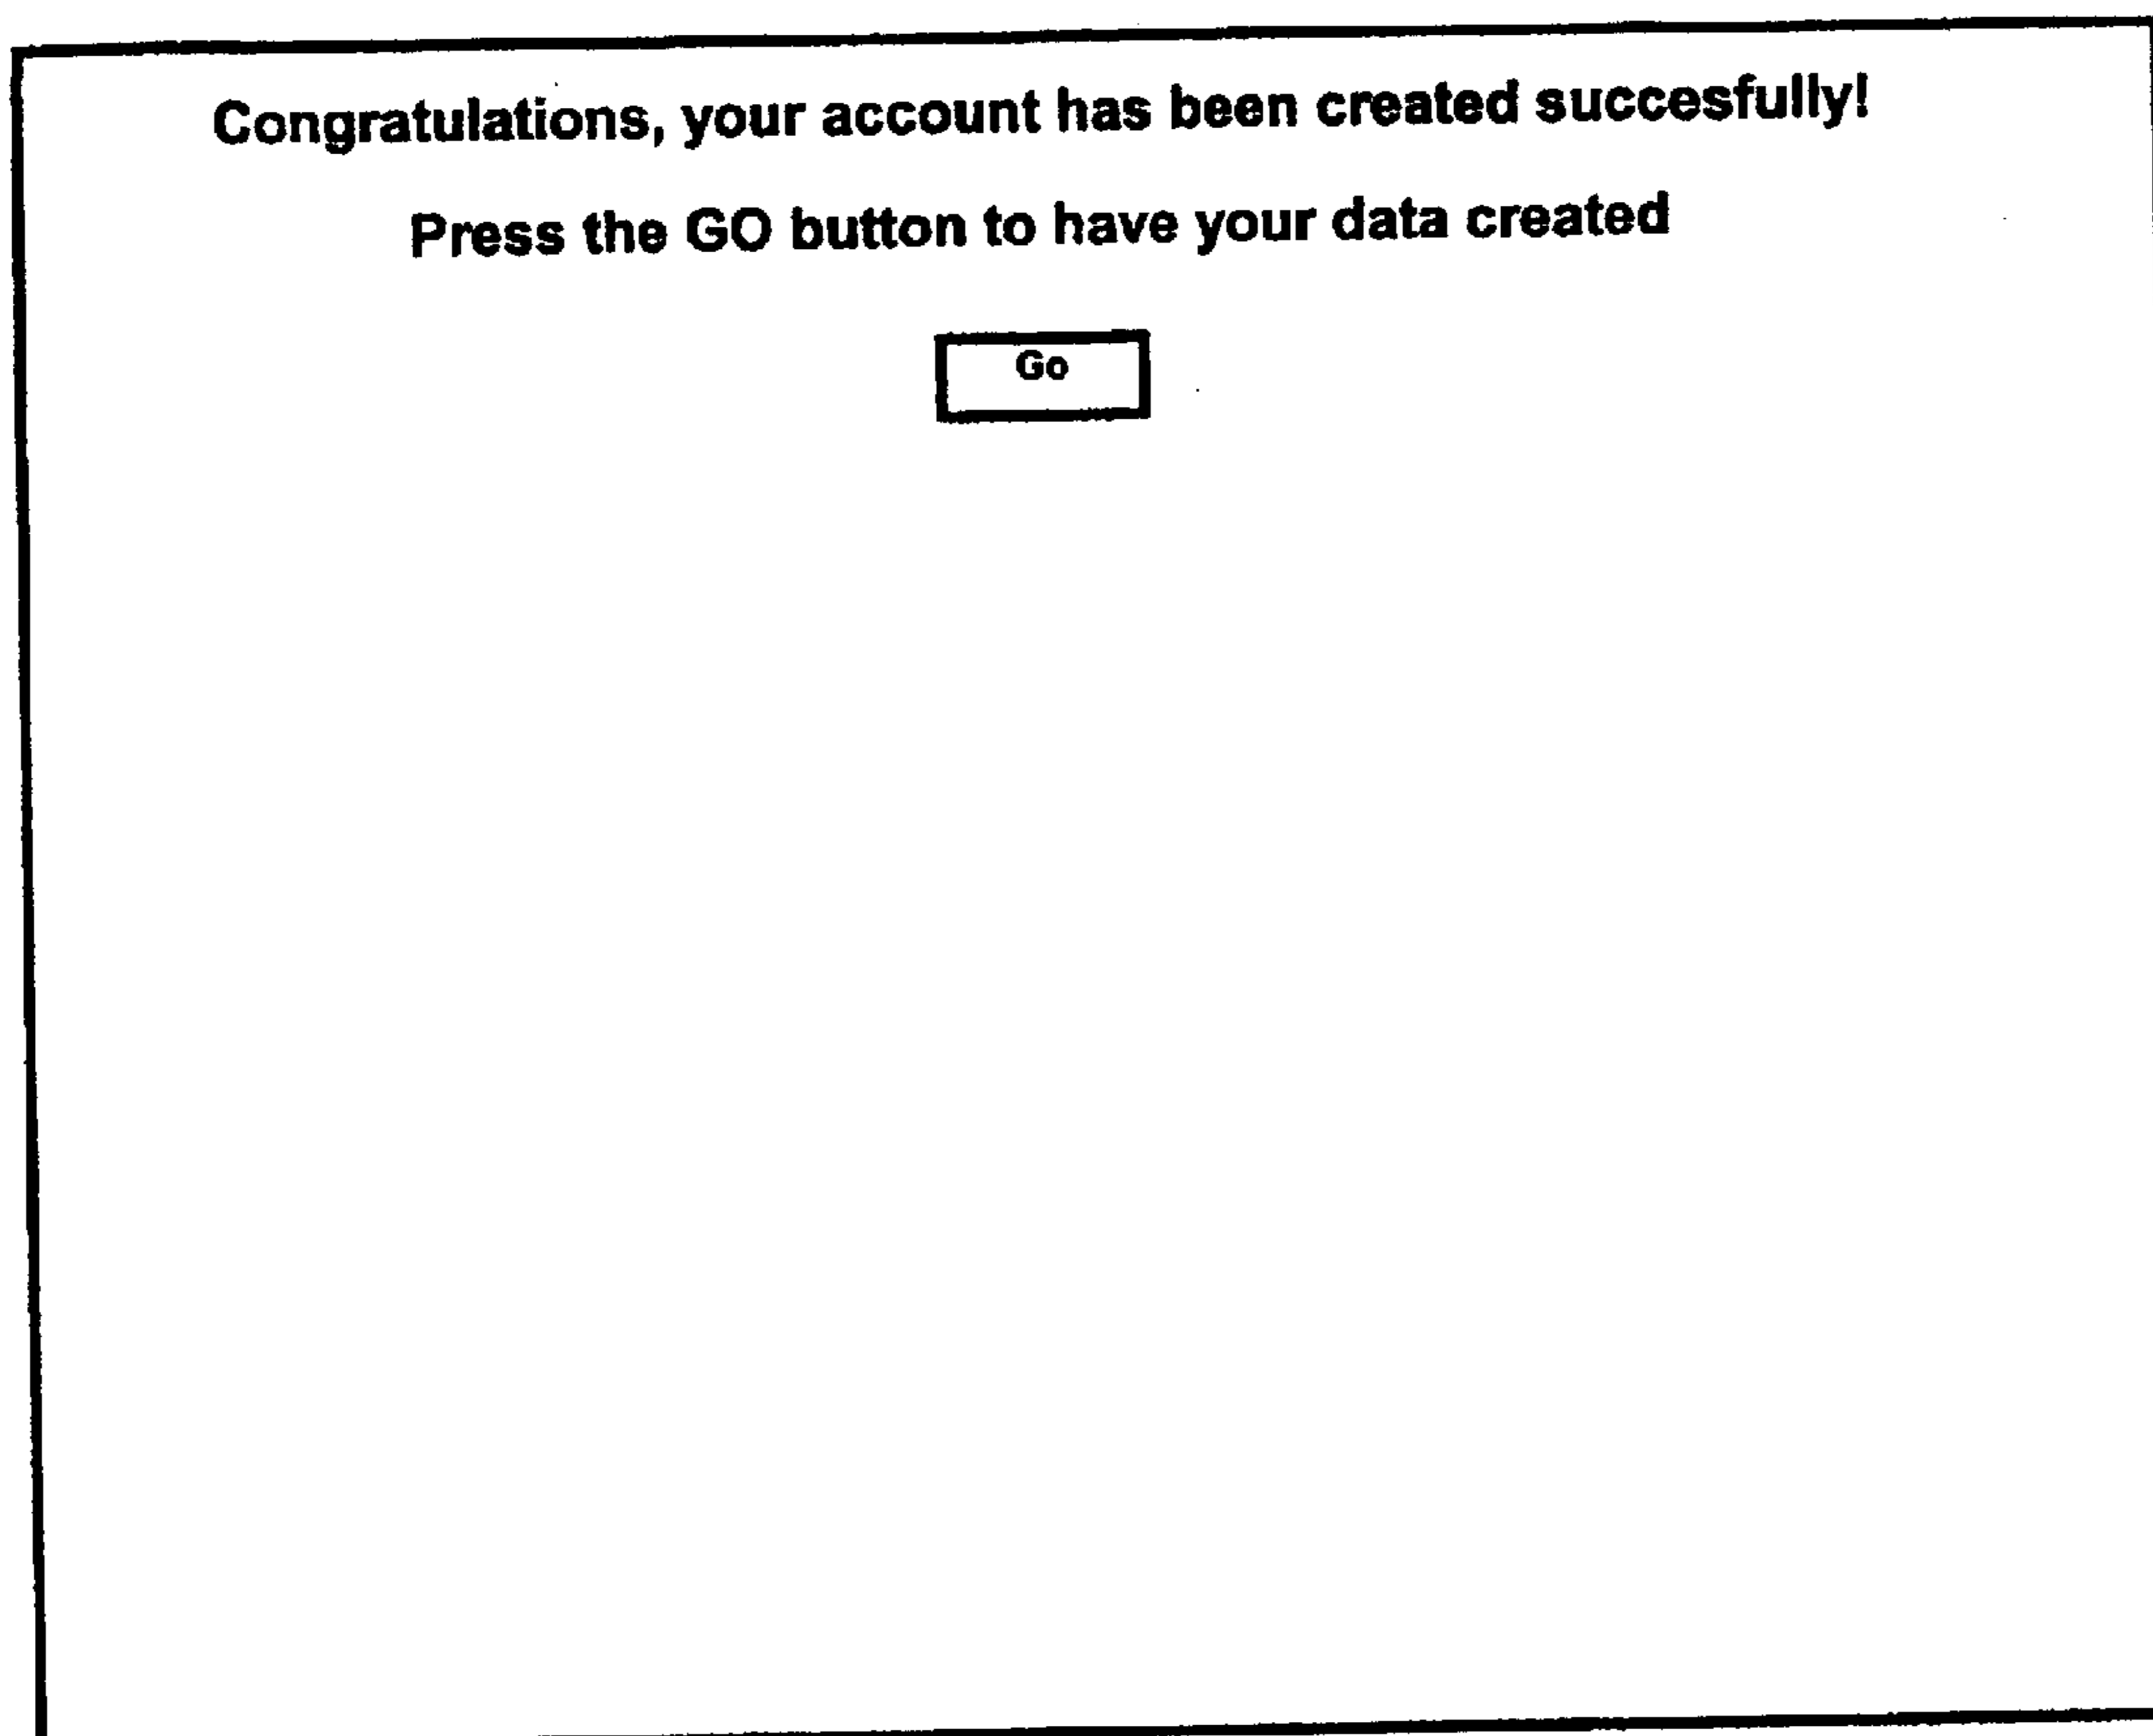 Congratulations, your account has been created succesfully!
Press the GO button to have your data created
Go